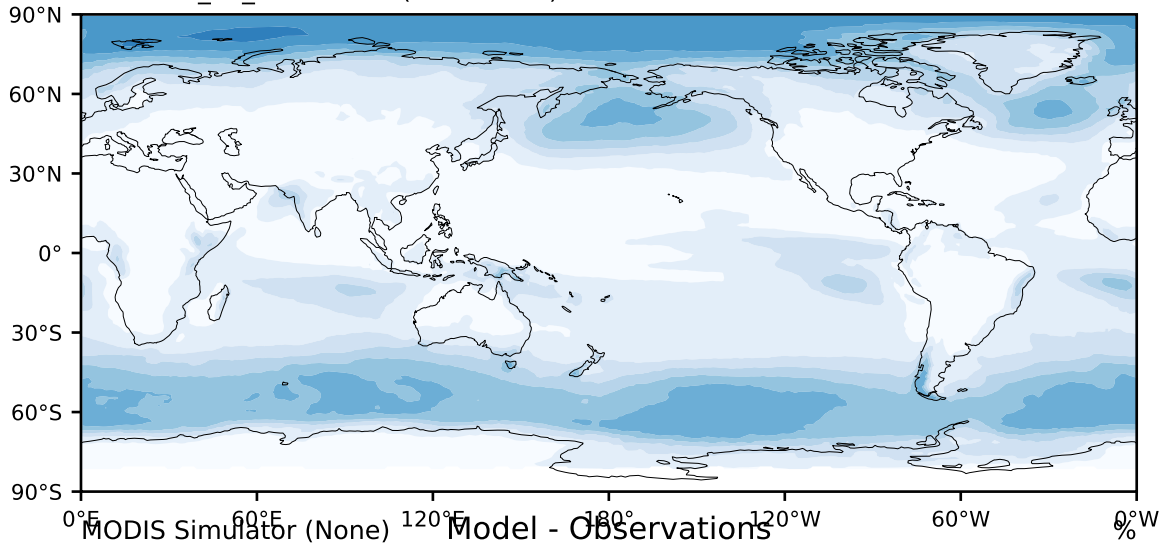 90°N
60°N
30°N
0°
30°S
60°S
90°S
0°E 60°E 120°E 180° 120°W 60°W 0°W
MODIS Simulator (None) Model - Observations %